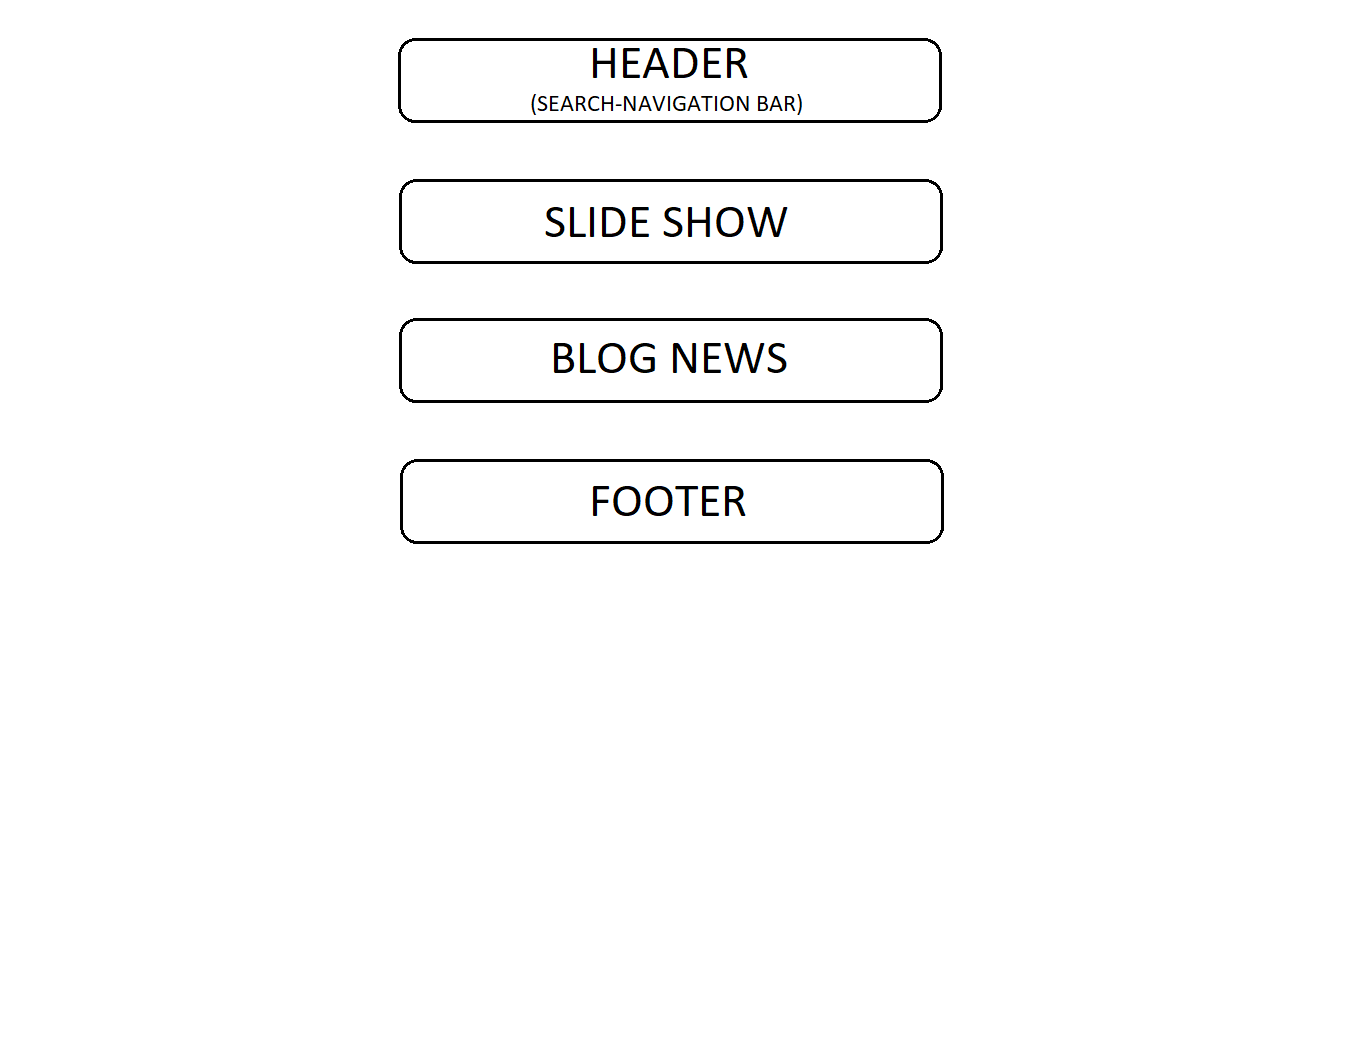 HEADER
(SEARCH-NAVIGATION BAR)
SLIDE SHOW
BLOG NEWS
FOOTER